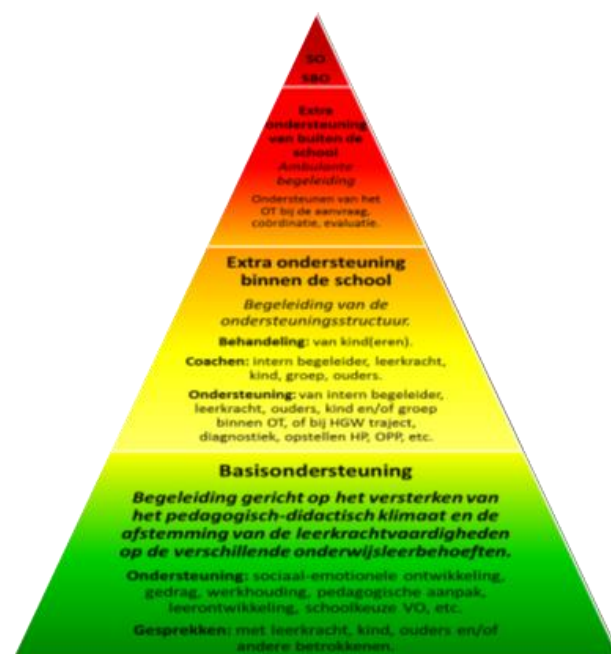 SO
SBO
Extra
ondersteuning
van buiten de
school
Ambulante
begeleiding
Ondersteunen van het
OT bij de aanvraag,
coördinatie, evaluatie.
Extra ondersteuning
binnen de school
Begeleiding van de
ondersteuningsstructuur.
Behandeling: van kind(eren).
Coachen: intern begeleider, leerkracht,
kind, groep, ouders.
Ondersteuning: van intern begeleider,
leerkracht, ouders, kind en/of groep
binnen OT, of bij HGW traject,
diagnostiek, opstellen HP, OPP, etc.
Basisondersteuning
Begeleiding gericht op het versterken van
het pedagogisch-didactisch klimaat en de
afstemming van de leerkrachtvaardigheden
op de verschillende onderwijsleerbehoeften.
Ondersteuning: sociaal-emotionele ontwikkeling,
gedrag, werkhouding, pedagogische aanpak,
leerontwikkeling, schoolkeuze VO, etc.
Gesprekken: met leerkracht, kind, ouders en/of
andere betrokkenen.